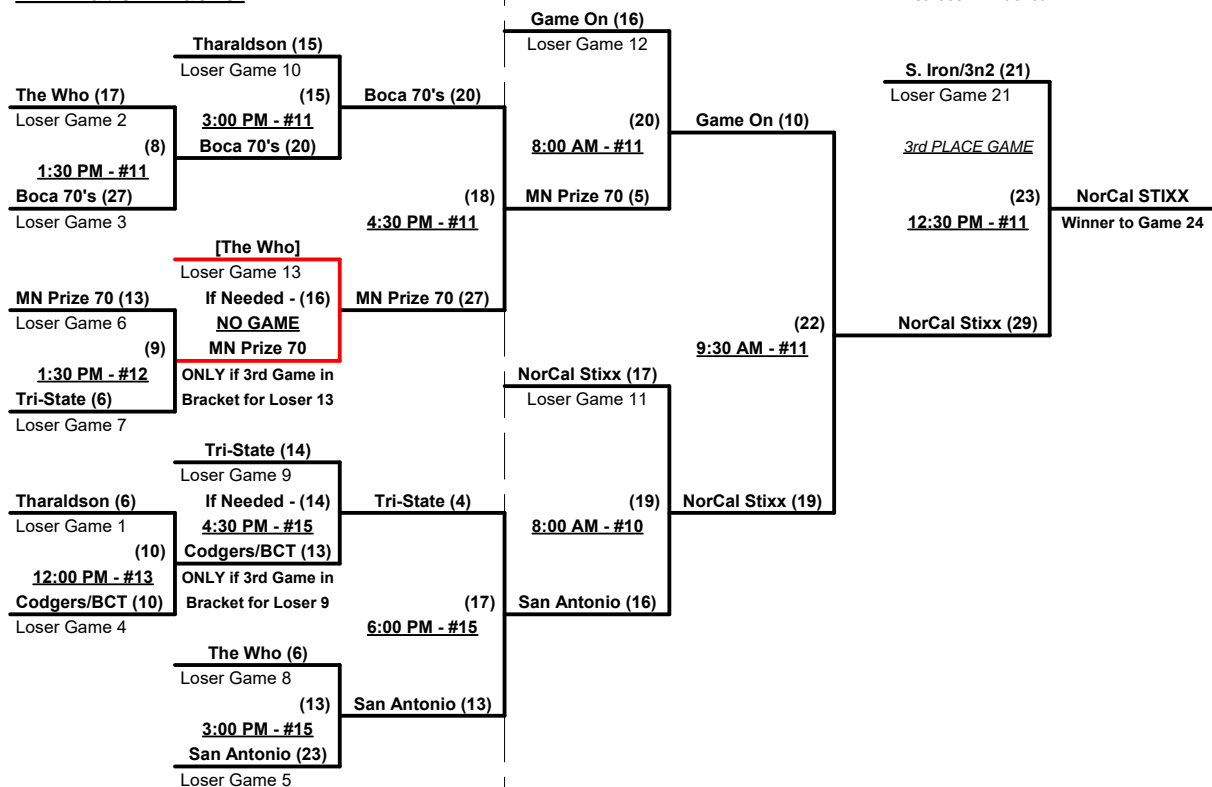 Game On (16)
Loser Game 12
Tharaldson (15)
Loser Game 10
(15)
3:00 PM - #11
Boca 70's (20)
The Who (17)
Loser Game 2
(8)
1:30 PM - #11
Boca 70's (27)
Loser Game 3
Boca 70's (20)
(18)
4:30 PM - #11
(20)
8:00 AM - #11
MN Prize 70 (5)
Game On (10)
S. Iron/3n2 (21)
Loser Game 21
3rd PLACE GAME
(23)
12:30 PM - #11
NorCal STIXX
Winner to Game 24
[The Who]
Loser Game 13
If Needed - (16)
NO GAME
MN Prize 70
ONLY if 3rd Game in
Bracket for Loser 13
MN Prize 70 (13)
Loser Game 6
(9)
1:30 PM - #12
Tri-State (6)
Loser Game 7
MN Prize 70 (27)
(22)
9:30 AM - #11
NorCal Stixx (29)
NorCal Stixx (17)
Loser Game 11
Tri-State (14)
Loser Game 9
If Needed - (14)
4:30 PM - #15
Codgers/BCT (13)
ONLY if 3rd Game in
Bracket for Loser 9
Tharaldson (6)
Loser Game 1
(10)
12:00 PM - #13
Codgers/BCT (10)
Loser Game 4
Tri-State (4)
(19)
8:00 AM - #10
NorCal Stixx (19)
(17)
6:00 PM - #15
San Antonio (16)
The Who (6)
Loser Game 8
(13)
3:00 PM - #15
San Antonio (23)
Loser Game 5
San Antonio (13)